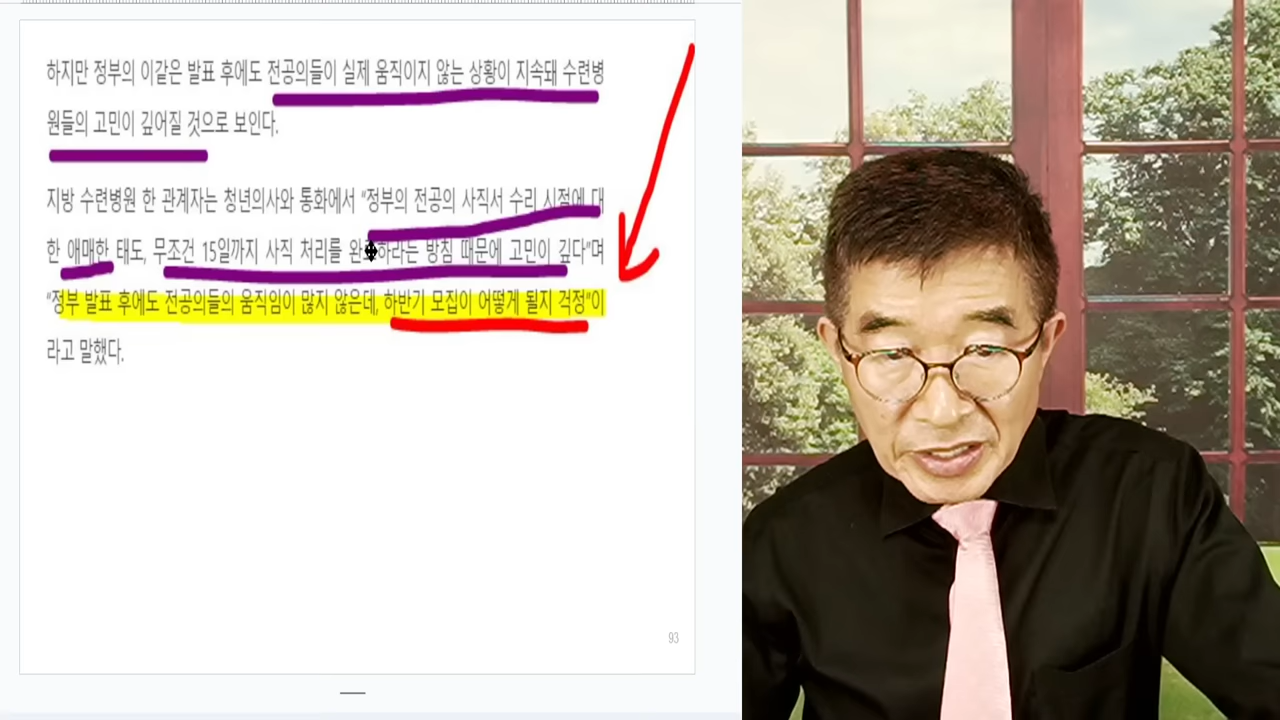 하지만 정부의 이같은 발표 후에도 전공의들이 실제 움직이지 않는 상황이 지속돼 수련병
원들의 고민이 깊어질 것으로 보인다.
지방 수련병원 한 관계자는 청년의사와 통화에서 “정부의 전공의 사직서 수리 시점에 대
한 애매한 태도, 무조건 15일까지 사직 처리를 완료하라는 방침 때문에 고민이 깊다”며
“정부 발표 후에도 전공의들의 움직임이 많지 않은데, 하반기 모집이 어떻게 될지 걱정”이
라고 말했다.
93